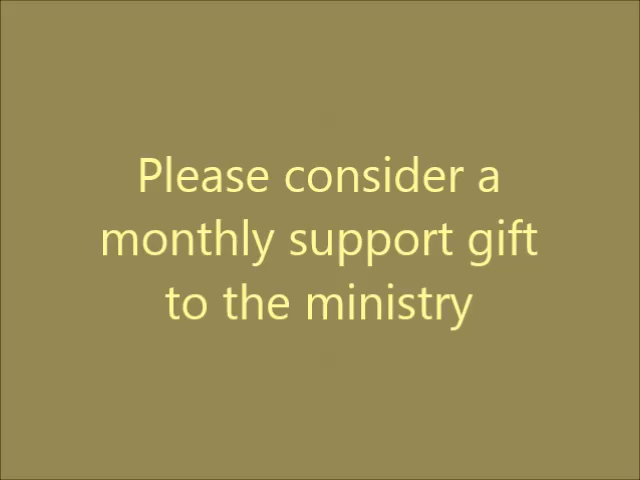 Please consider a
monthly support gift
to the ministry